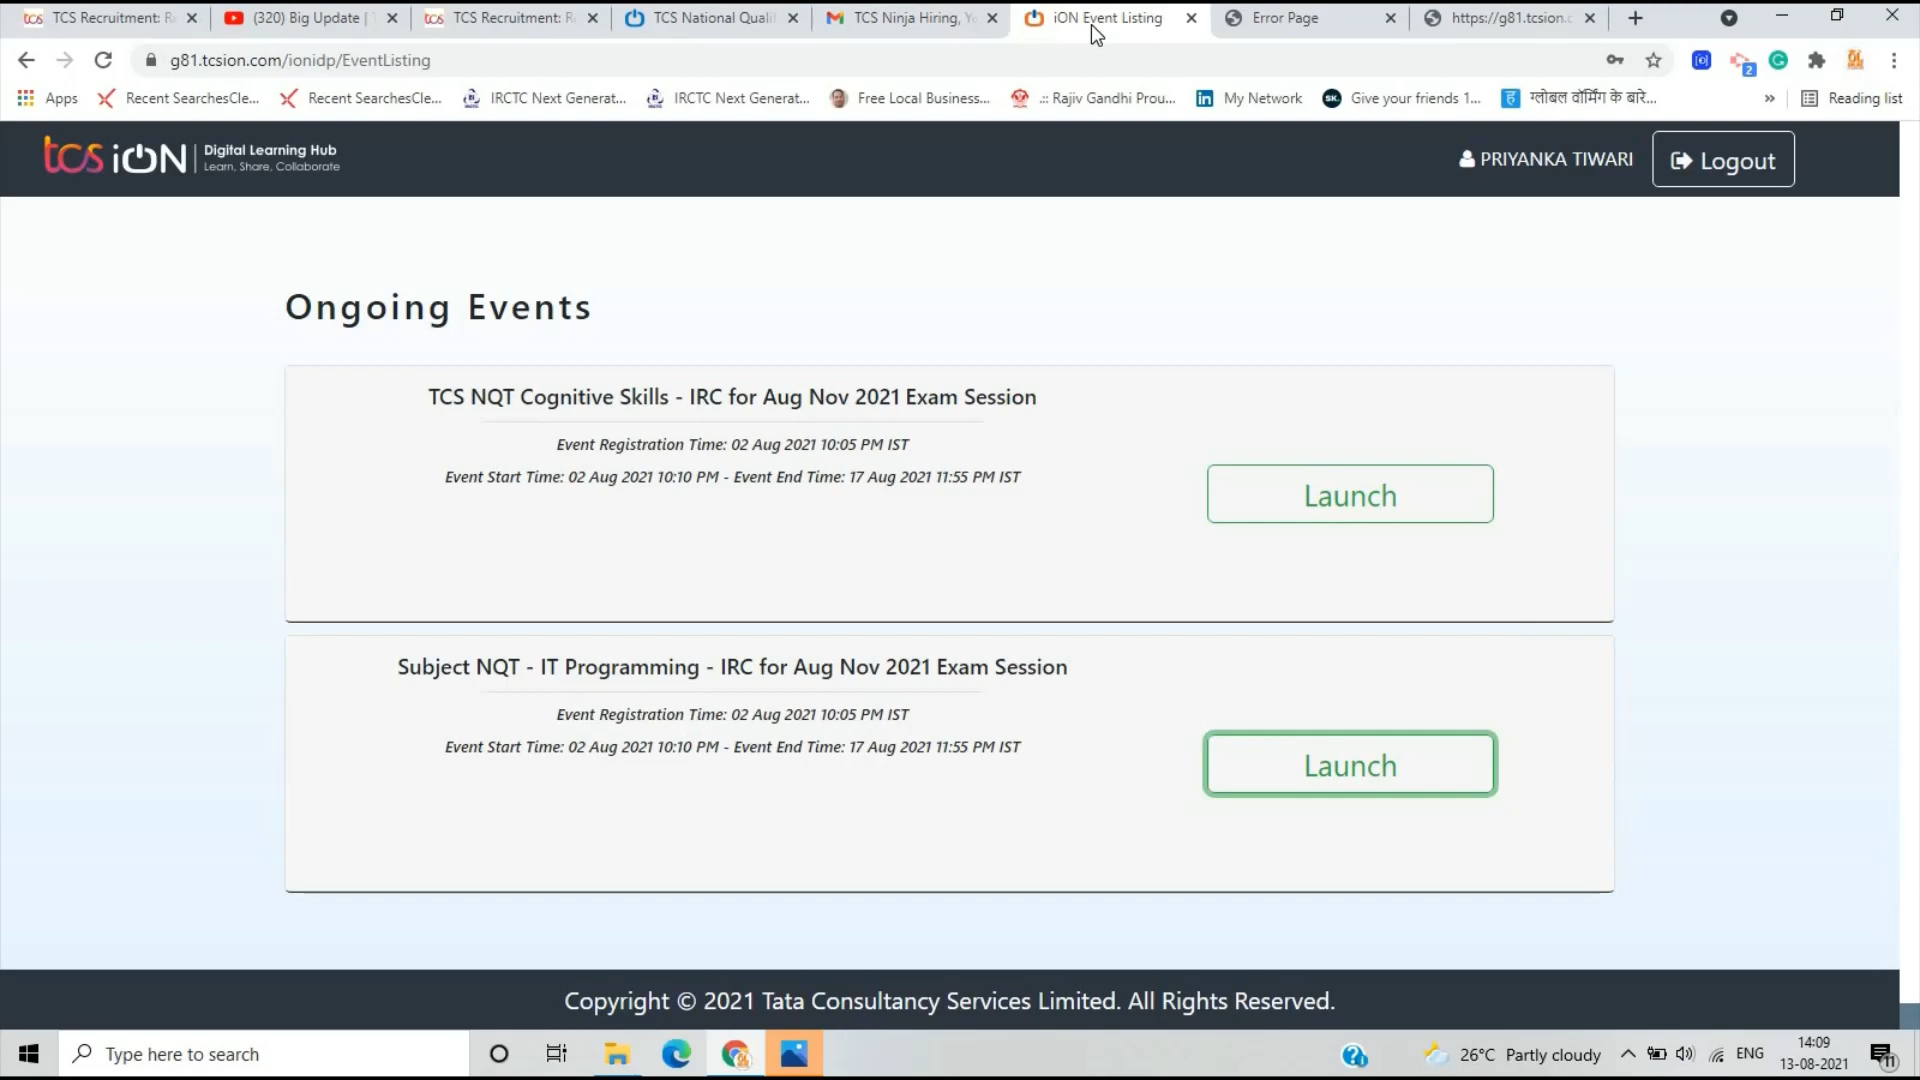 TCS Recruitment: R
(320) Big Update |
TCS Recruitment: R
TCS National Quali
TCS Ninja Hiring, Yo
iON Event Listing
Error Page
https://g81.tcsion.c
g81.tcsion.com/ionidp/EventListing
2
Apps
Recent SearchesCle...
Recent SearchesCle...
IRCTC Next Generat...
IRCTC Next Generat...
Free Local Business...
.:: Rajiv Gandhi Prou...
My Network
Give your friends 1...
ग्लोबल वॉर्मिंग के बारे...
»
Reading list
tcs iON
Digital Learning Hub
Learn, Share, Collaborate
PRIYANKA TIWARI
Logout
Ongoing Events
TCS NQT Cognitive Skills - IRC for Aug Nov 2021 Exam Session
Event Registration Time: 02 Aug 2021 10:05 PM IST
Event Start Time: 02 Aug 2021 10:10 PM - Event End Time: 17 Aug 2021 11:55 PM IST
Launch
Subject NQT - IT Programming - IRC for Aug Nov 2021 Exam Session
Event Registration Time: 02 Aug 2021 10:05 PM IST
Event Start Time: 02 Aug 2021 10:10 PM - Event End Time: 17 Aug 2021 11:55 PM IST
Launch
Copyright © 2021 Tata Consultancy Services Limited. All Rights Reserved.
Type here to search
26°C Partly cloudy
ENG
14:09
13-08-2021
11